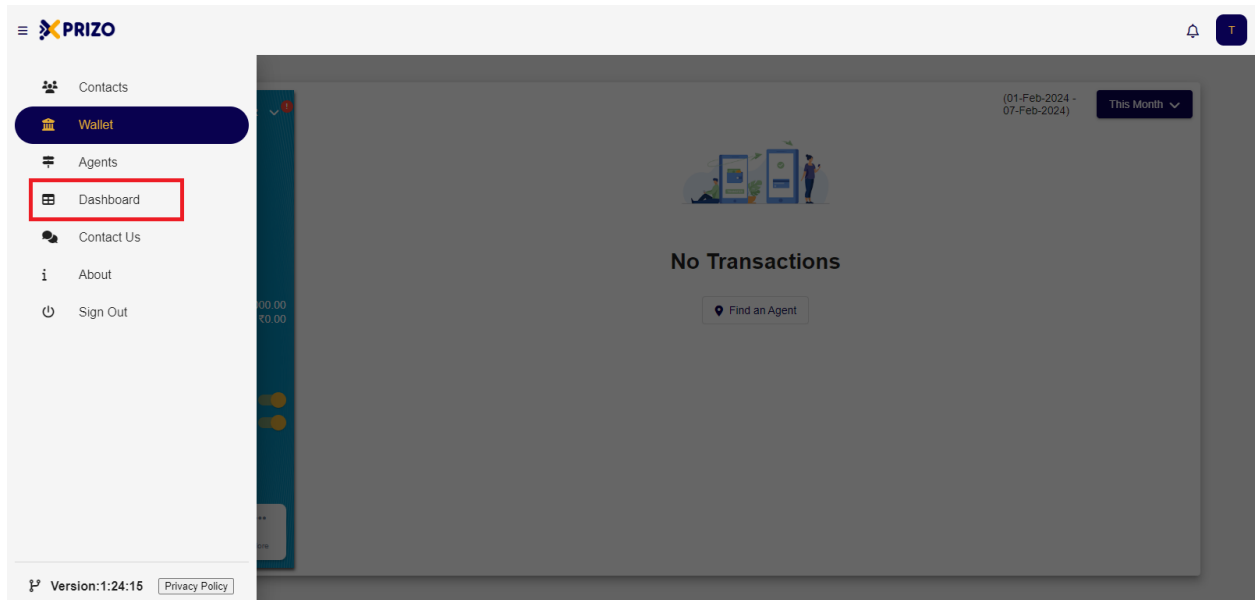 PRIZO
T
Contacts
Wallet
Agents
Dashboard
Contact Us
About
Sign Out
Version:1:24:15 Privacy Policy
00.00
₹0.00
(01-Feb-2024 -
07-Feb-2024)
This Month
No Transactions
Find an Agent